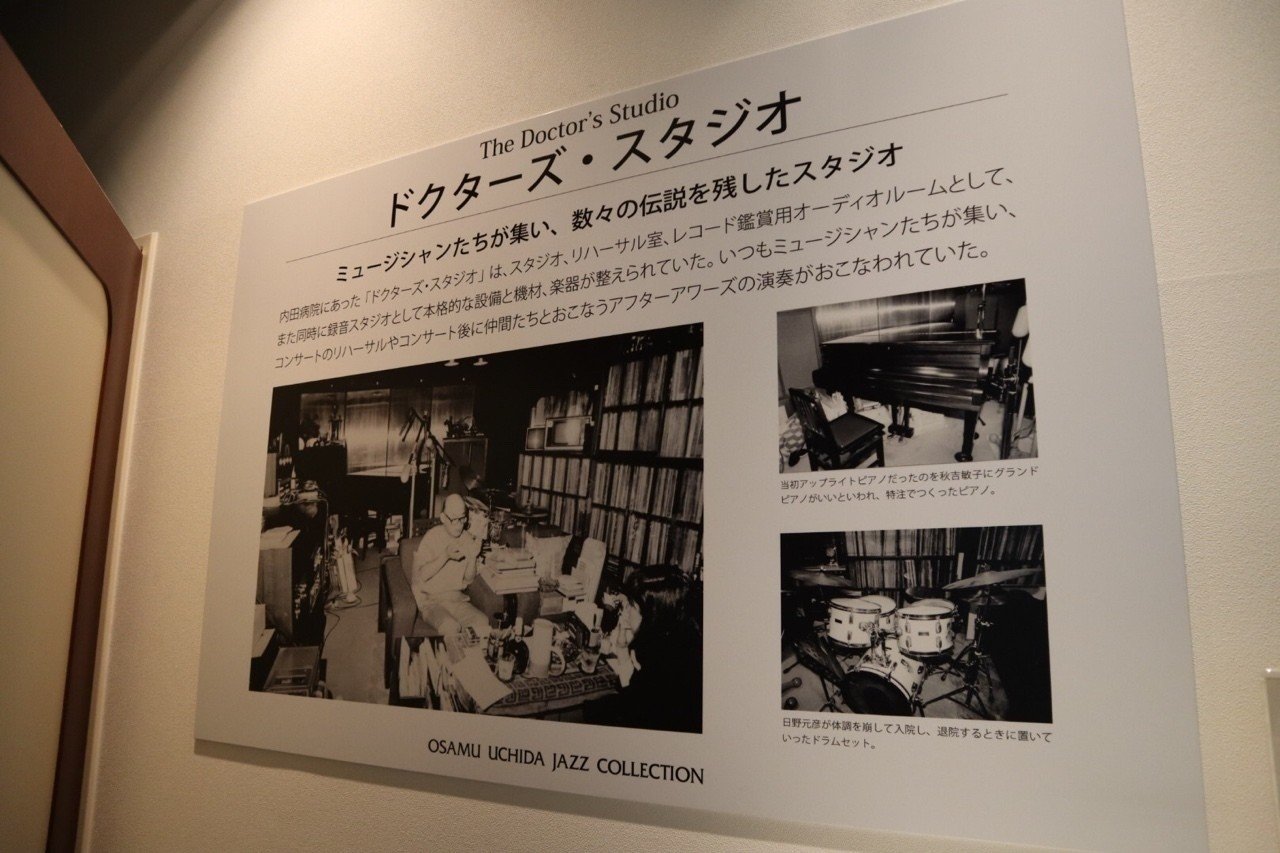 The Doctor's Studio
ドクターズ・スタジオ
ミュージシャンたちが集い、数々の伝説を残したスタジオ
内田病院にあった「ドクターズ・スタジオ」は、スタジオ、リハーサル室、レコード鑑賞用オーディオルームとして、
また同時に録音スタジオとして本格的な設備と機材、楽器が整えられていた。いつもミュージシャンたちが集い、
コンサートのリハーサルやコンサート後に仲間たちとおこなうアフターアワーズの演奏がおこなわれていた。
当初アップライトピアノだったのを秋吉敏子にグランド
ピアノがいいといわれ、特注でつくったピアノ。
日野元彦が体調を崩して入院し、退院するときに置いて
いったドラムセット。
OSAMU UCHIDA JAZZ COLLECTION